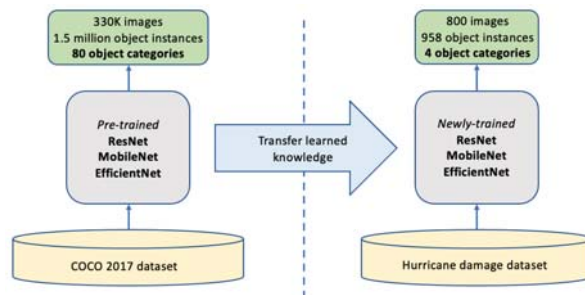 330K images
1.5 million object instances
80 object categories
Pre-trained
ResNet
MobileNet
EfficientNet
COCO 2017 dataset
Transfer learned
knowledge
800 images
958 object instances
4 object categories
Newly-trained
ResNet
MobileNet
EfficientNet
Hurricane damage dataset